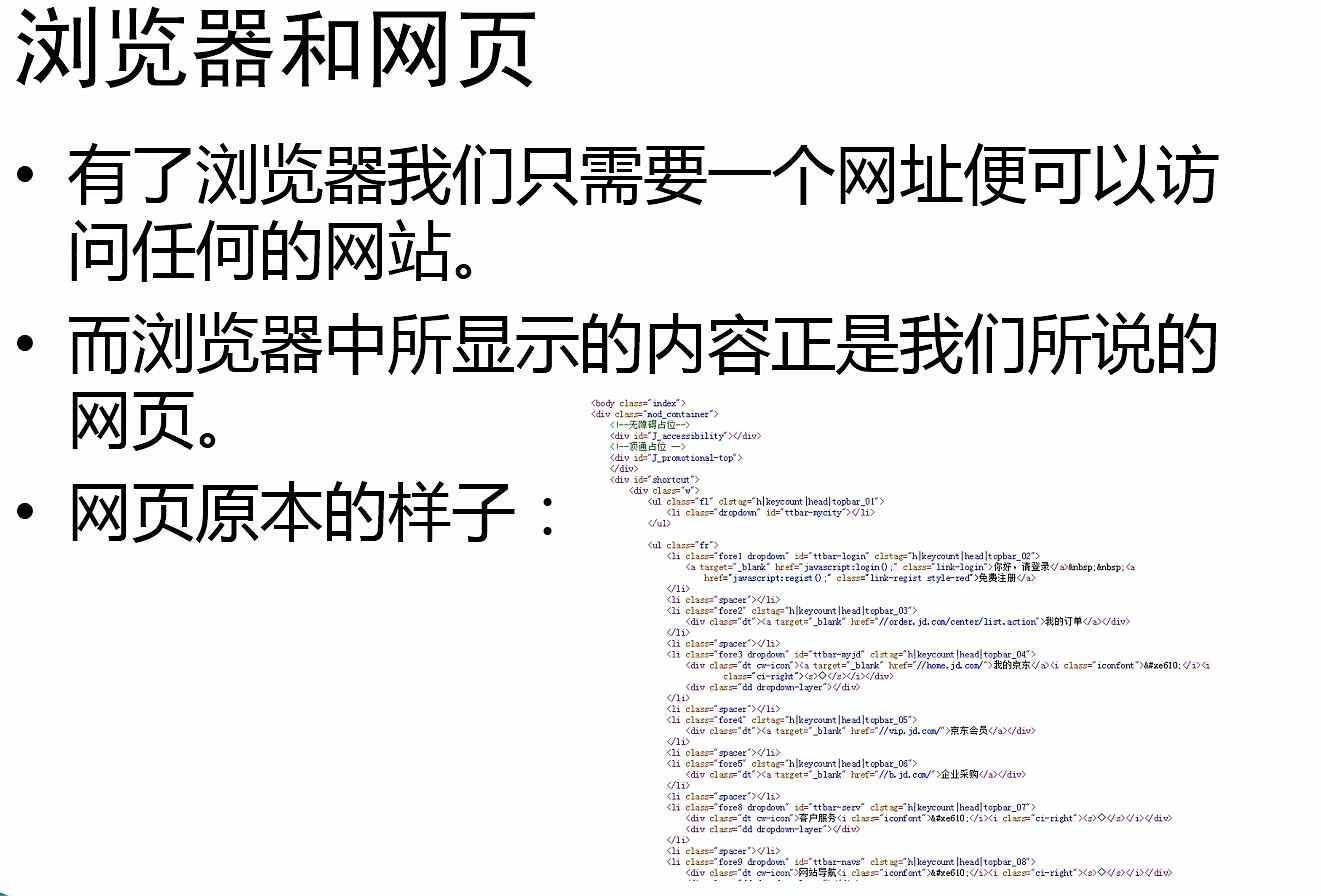 浏览器和网页
• 有了浏览器我们只需要一个网址便可以访
问任何的网站。
• 而浏览器中所显示的内容正是我们所说的
网页。
• 网页原本的样子：
<body class="index">
<div class="mod_container">
<!--无障碍占位-->
<div id="J_accessibility"></div>
<!--顶通占位 -->
<div id="J_promotional-top">
</div>
<div id="shortcut">
<div class="w">
<ul class="fl" clstag="h|keycount|head|topbar_01">
<li class="dropdown" id="ttbar-mycity"></li>
</ul>
<ul class="fr">
<li class="fore1 dropdown" id="ttbar-login" clstag="h|keycount|head|topbar_02">
<a target="_blank" href="javascript:login();" class="link-login">你好，请登录</a>&nbsp;&nbsp;<a
href="javascript:regist();" class="link-regist style-red">免费注册</a>
</li>
<li class="spacer"></li>
<li class="fore2" clstag="h|keycount|head|topbar_03">
<div class="dt"><a target="_blank" href="//order.jd.com/center/list.action">我的订单</a></div>
</li>
<li class="spacer"></li>
<li class="fore3 dropdown" id="ttbar-myjd" clstag="h|keycount|head|topbar_04">
<div class="dt cw-icon"><a target="_blank" href="//home.jd.com/">我的京东</a><i class="iconfont">&#xe610;</i><i
class="ci-right"><s>◇</s></i></div>
<div class="dd dropdown-layer"></div>
</li>
<li class="spacer"></li>
<li class="fore4" clstag="h|keycount|head|topbar_05">
<div class="dt"><a target="_blank" href="//vip.jd.com/">京东会员</a></div>
</li>
<li class="spacer"></li>
<li class="fore5" clstag="h|keycount|head|topbar_06">
<div class="dt"><a target="_blank" href="//b.jd.com/">企业采购</a></div>
</li>
<li class="spacer"></li>
<li class="fore8 dropdown" id="ttbar-serv" clstag="h|keycount|head|topbar_07">
<div class="dt cw-icon">客户服务<i class="iconfont">&#xe610;</i><i class="ci-right"><s>◇</s></i></div>
<div class="dd dropdown-layer"></div>
</li>
<li class="spacer"></li>
<li class="fore9 dropdown" id="ttbar-navs" clstag="h|keycount|head|topbar_08">
<div class="dt cw-icon">网站导航<i class="iconfont">&#xe610;</i><i class="ci-right"><s>◇</s></i></div>